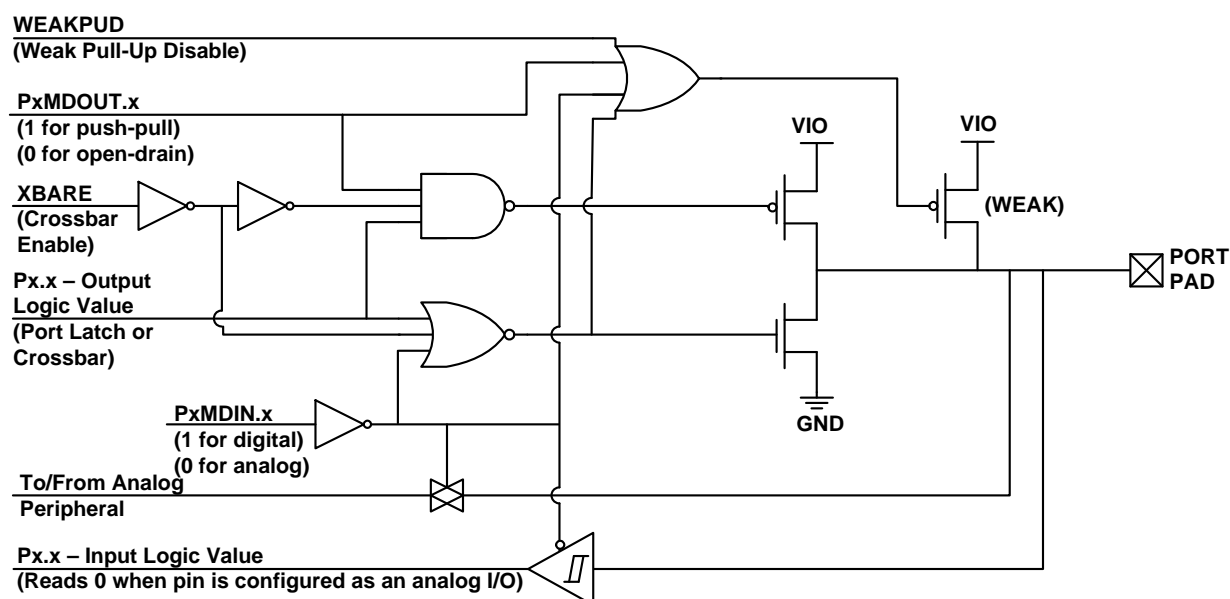 WEAKPUD
(Weak Pull-Up Disable)
PxMDOUT.x
(1 for push-pull)
(0 for open-drain)
XBARE
(Crossbar
Enable)
Px.x – Output
Logic Value
(Port Latch or
Crossbar)
PxMDIN.x
(1 for digital)
(0 for analog)
To/From Analog
Peripheral
Px.x – Input Logic Value
(Reads 0 when pin is configured as an analog I/O)
VIO
VIO
(WEAK)
PORT
PAD
GND